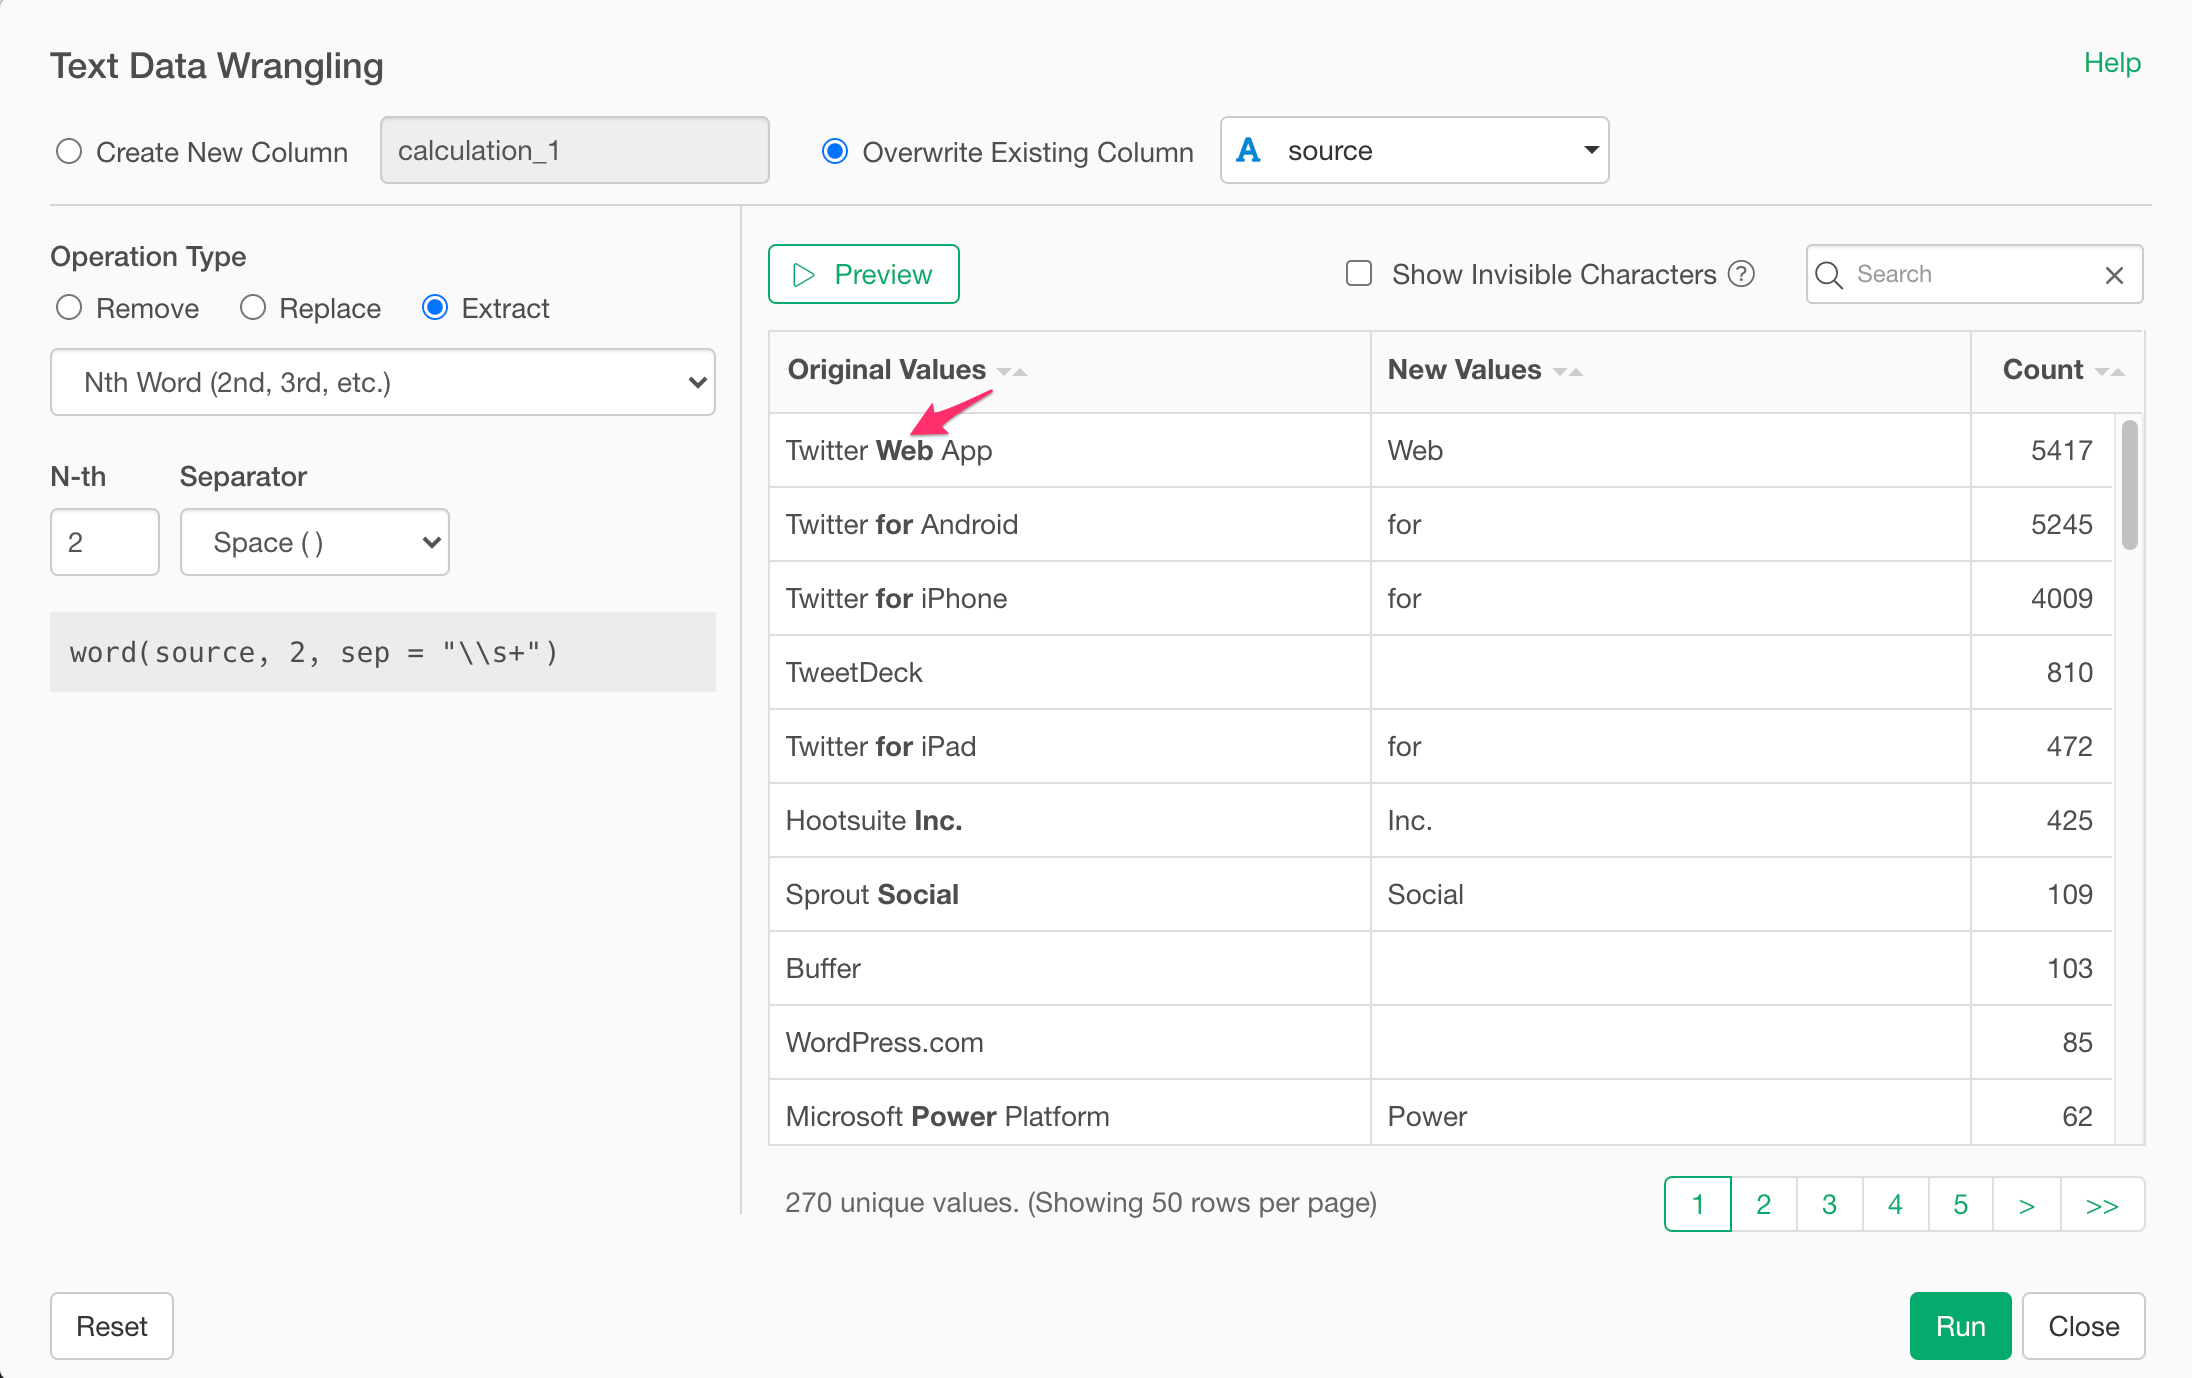 Text Data Wrangling
Help
Create New Column
calculation_1
Overwrite Existing Column
A source
Operation Type
Remove Replace Extract
Nth Word (2nd, 3rd, etc.)
N-th Separator
2 Space ( )
word(source, 2, sep = "\\s+")
Preview
Show Invisible Characters ?
Search
Original Values New Values Count
Twitter Web App Web 5417
Twitter for Android for 5245
Twitter for iPhone for 4009
TweetDeck 810
Twitter for iPad for 472
Hootsuite Inc. Inc. 425
Sprout Social Social 109
Buffer 103
WordPress.com 85
Microsoft Power Platform Power 62
270 unique values. (Showing 50 rows per page)
1 2 3 4 5 > >>
Reset
Run Close